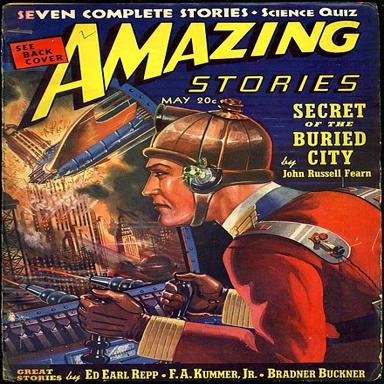 SEVEN COMPLETE STORIES • SCIENCE QUIZ
SEE
BACK
COVER
AMAZING
STORIES
MAY 20c
SECRET
OF THE
BURIED
CITY
by
John Russell Fearn
GREAT
STORIES by ED EARL REPP • F.A. KUMMER, JR. • BRADNER BUCKNER